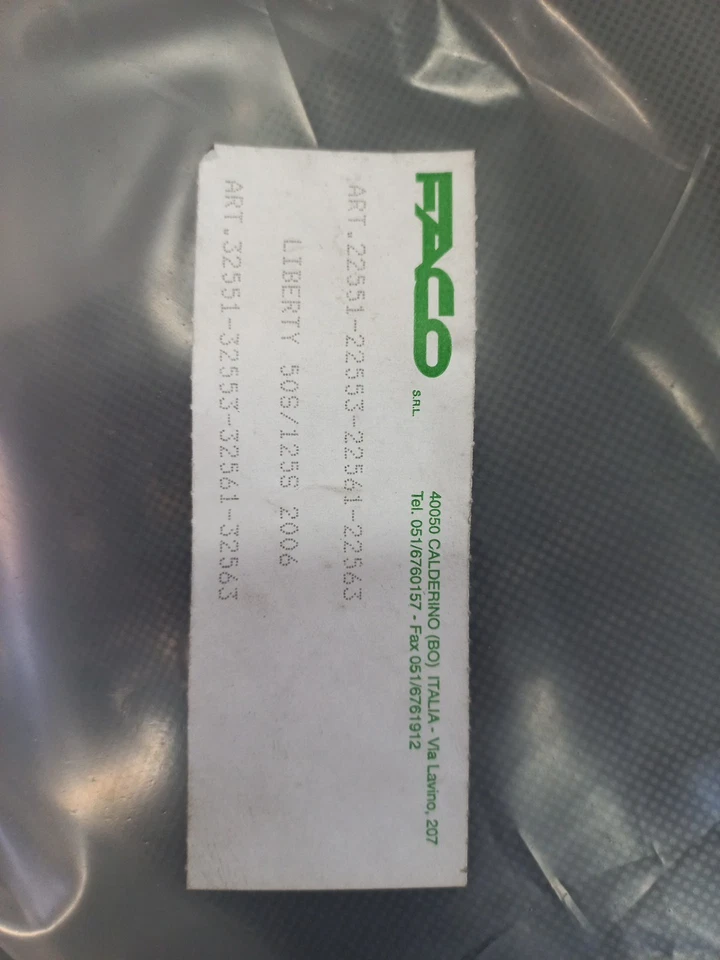 FACO S.R.L.
40050 CALDERINO (BO) ITALIA - Via Lavino, 207
Tel. 051/6760157 - Fax 051/6761912
ART.22551-22553-22561-22563
LIBERTY 50S/125S 2006
ART.32551-32553-32561-32563